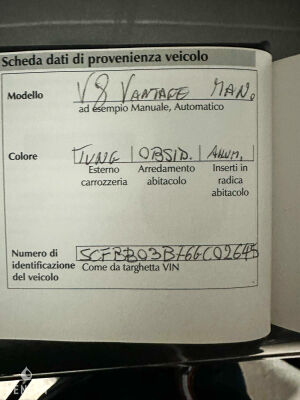 Scheda dati di provenienza veicolo
Modello V8 VANTAGE MAN.
ad esempio Manuale, Automatico
Colore TUNG OBSID. ALUM.
Esterno carrozzeria
Arredamento abitacolo
Inserti in radica abitacolo
Numero di identificazione del veicolo
Come da targhetta VIN